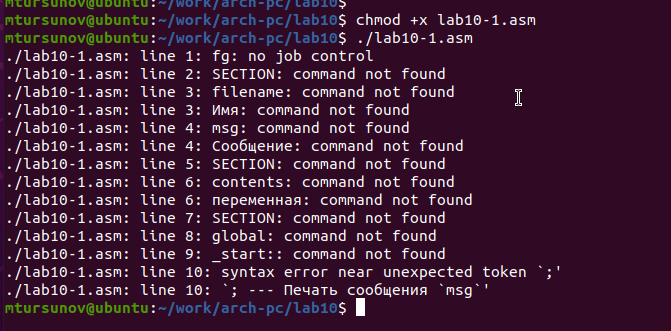 mtursunov@ubuntu:~/work/arch-pc/lab10$
mtursunov@ubuntu:~/work/arch-pc/lab10$ chmod +x lab10-1.asm
mtursunov@ubuntu:~/work/arch-pc/lab10$ ./lab10-1.asm
./lab10-1.asm: line 1: fg: no job control
./lab10-1.asm: line 2: SECTION: command not found
./lab10-1.asm: line 3: filename: command not found
./lab10-1.asm: line 3: Имя: command not found
./lab10-1.asm: line 4: msg: command not found
./lab10-1.asm: line 4: Сообщение: command not found
./lab10-1.asm: line 5: SECTION: command not found
./lab10-1.asm: line 6: contents: command not found
./lab10-1.asm: line 6: переменная: command not found
./lab10-1.asm: line 7: SECTION: command not found
./lab10-1.asm: line 8: global: command not found
./lab10-1.asm: line 9: _start:: command not found
./lab10-1.asm: line 10: syntax error near unexpected token `;'
./lab10-1.asm: line 10: `; --- Печать сообщения `msg`'
mtursunov@ubuntu:~/work/arch-pc/lab10$